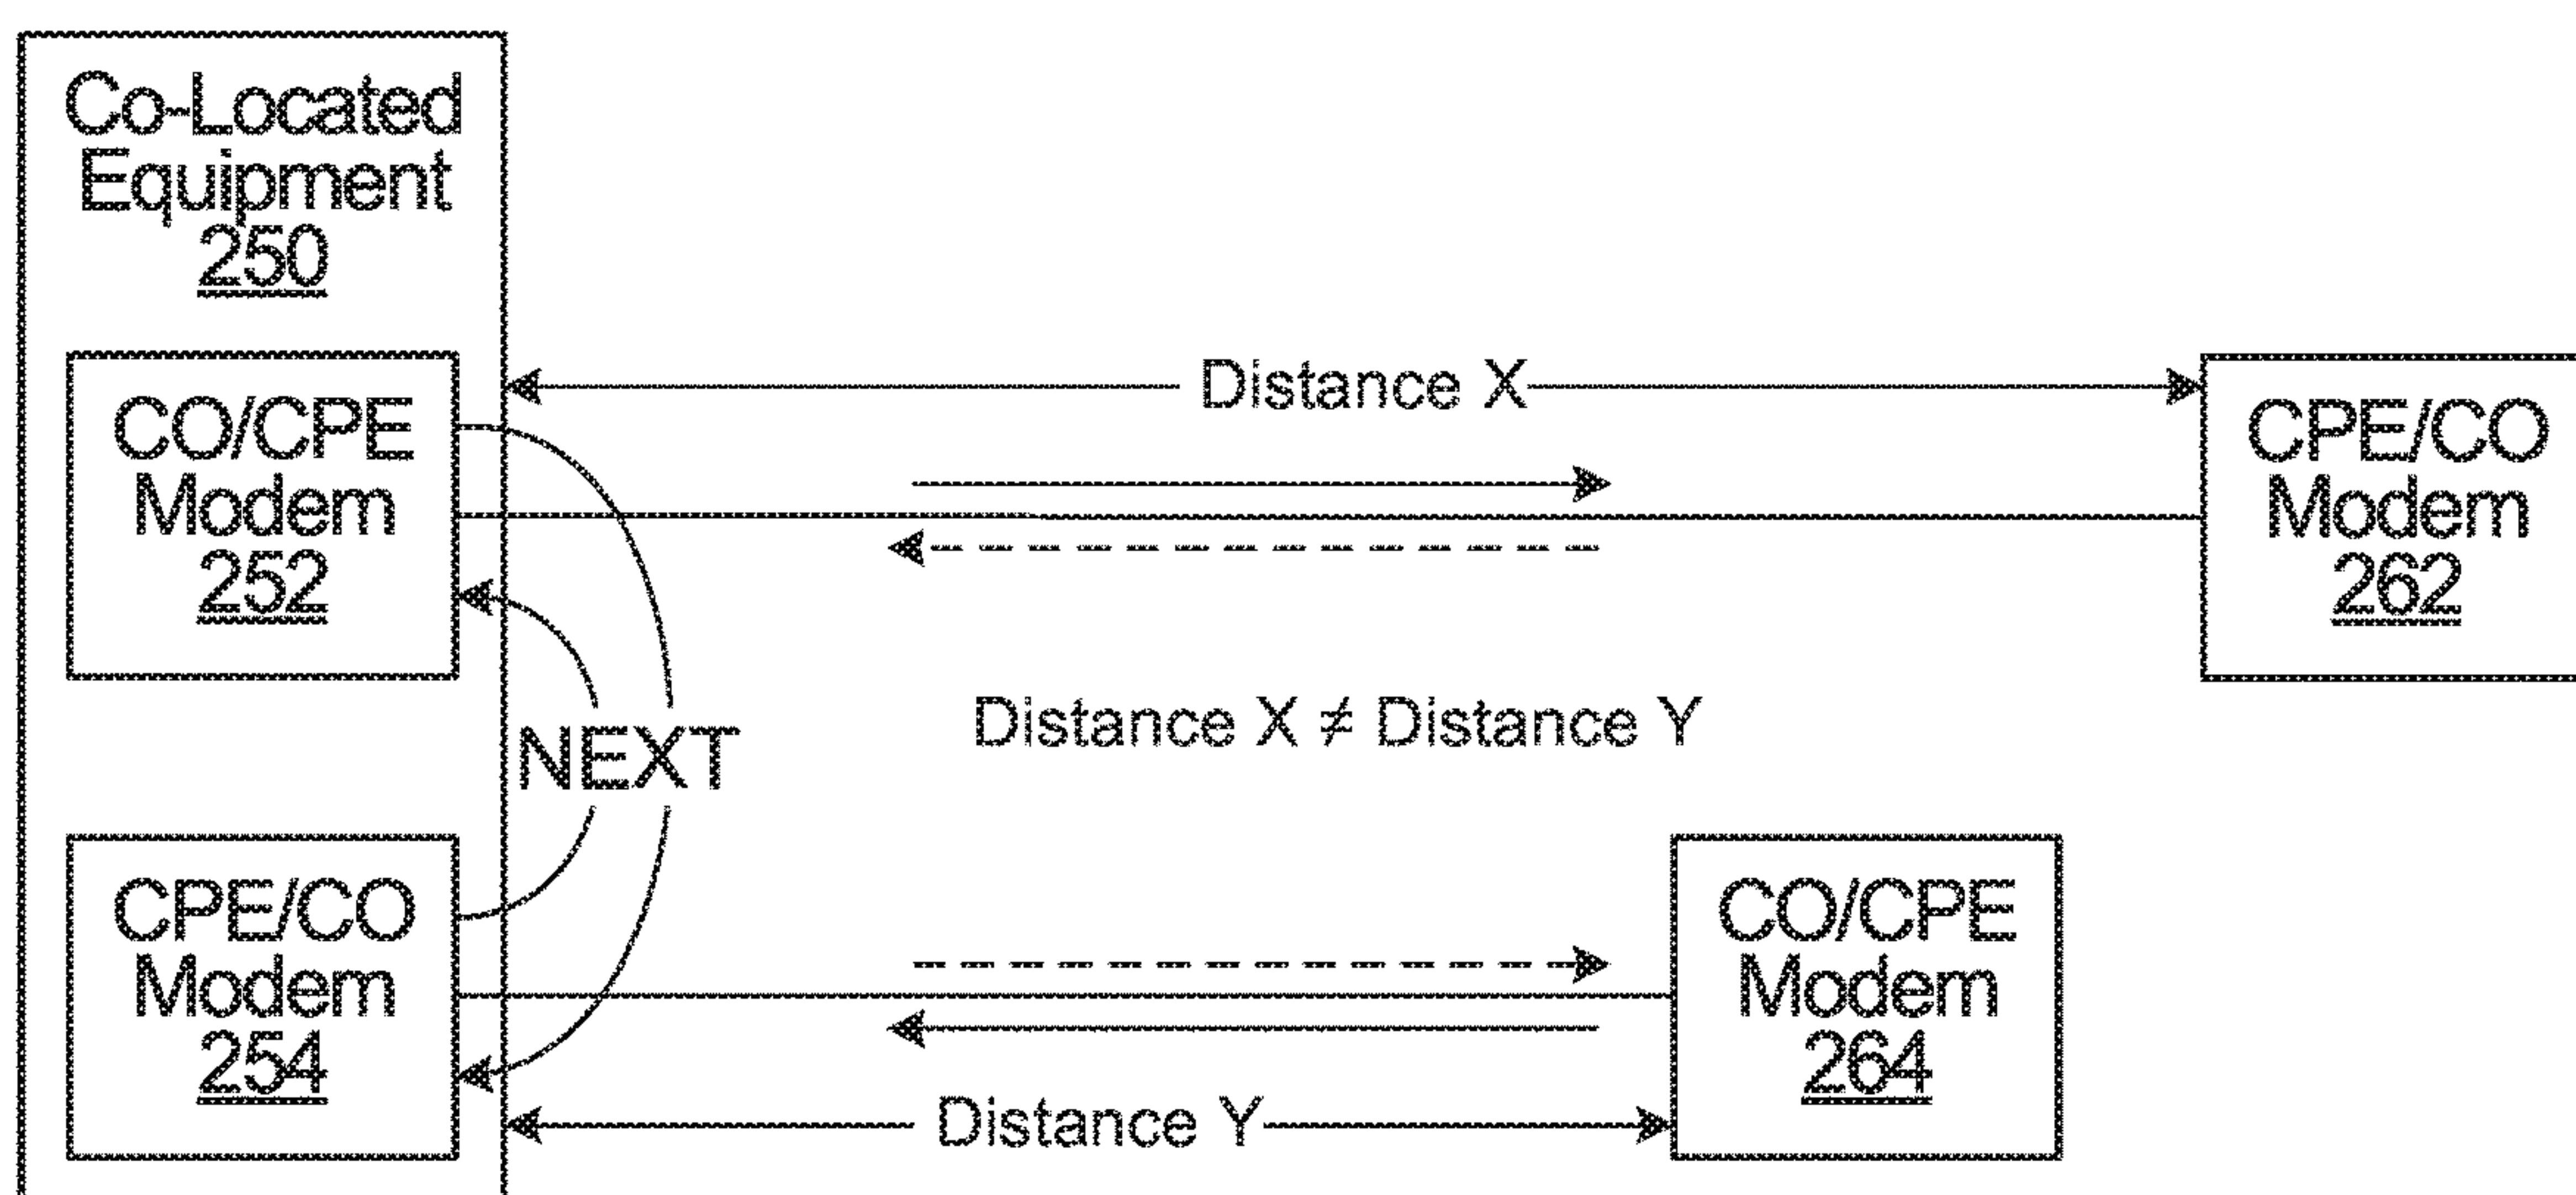 Co-Located
Equipment
250
Distance X
CO/CPE
Modem
252
CPE/CO
Modem
262
Distance X ≠ Distance Y
NEXT
CPE/CO
Modem
254
CO/CPE
Modem
264
Distance Y